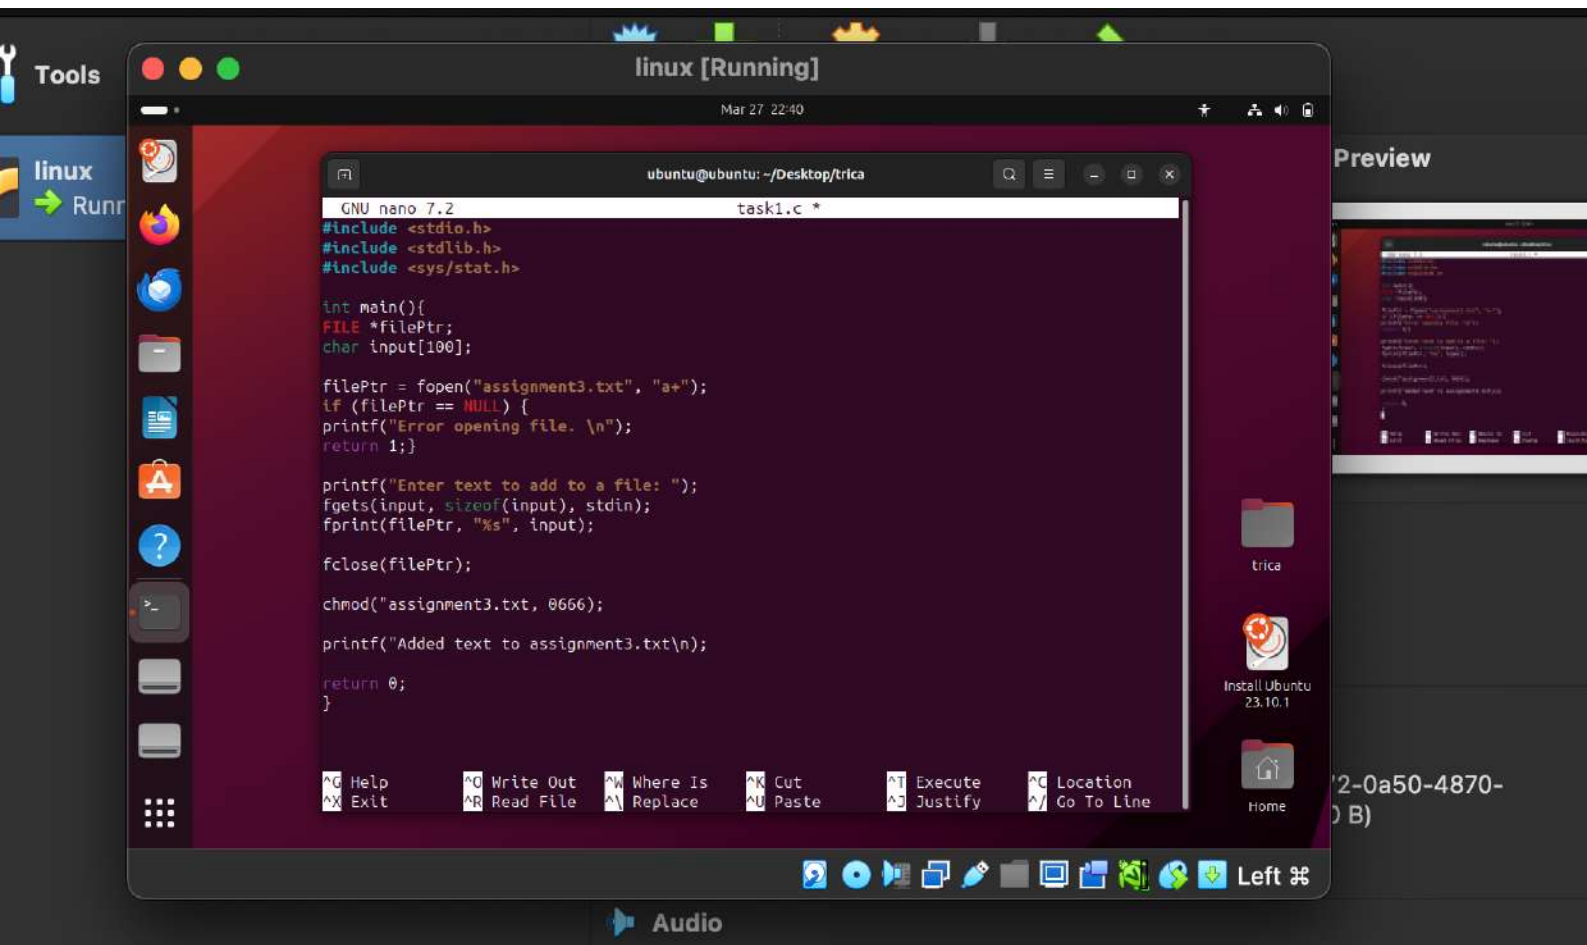 Tools
linux [Running]
Mar 27 22:40
linux
Preview
ubuntu@ubuntu: ~/Desktop/trica
GNU nano 7.2 task1.c *
#include <stdio.h>
#include <stdlib.h>
#include <sys/stat.h>
int main(){
FILE *filePtr;
char input[100];
filePtr = fopen("assignment3.txt", "a+");
if (filePtr == NULL) {
printf("Error opening file. \n");
return 1;}
printf("Enter text to add to a file: ");
fgets(input, sizeof(input), stdin);
fprint(filePtr, "%s", input);
fclose(filePtr);
chmod("assignment3.txt, 0666);
printf("Added text to assignment3.txt\n);
return 0;
}
trica
Install Ubuntu
23.10.1
Home
^G Help ^O Write Out ^W Where Is ^K Cut ^T Execute ^C Location
^X Exit ^R Read File ^\ Replace ^U Paste ^J Justify ^/ Go To Line
2-0a50-4870-
B)
Left ⌘
Audio